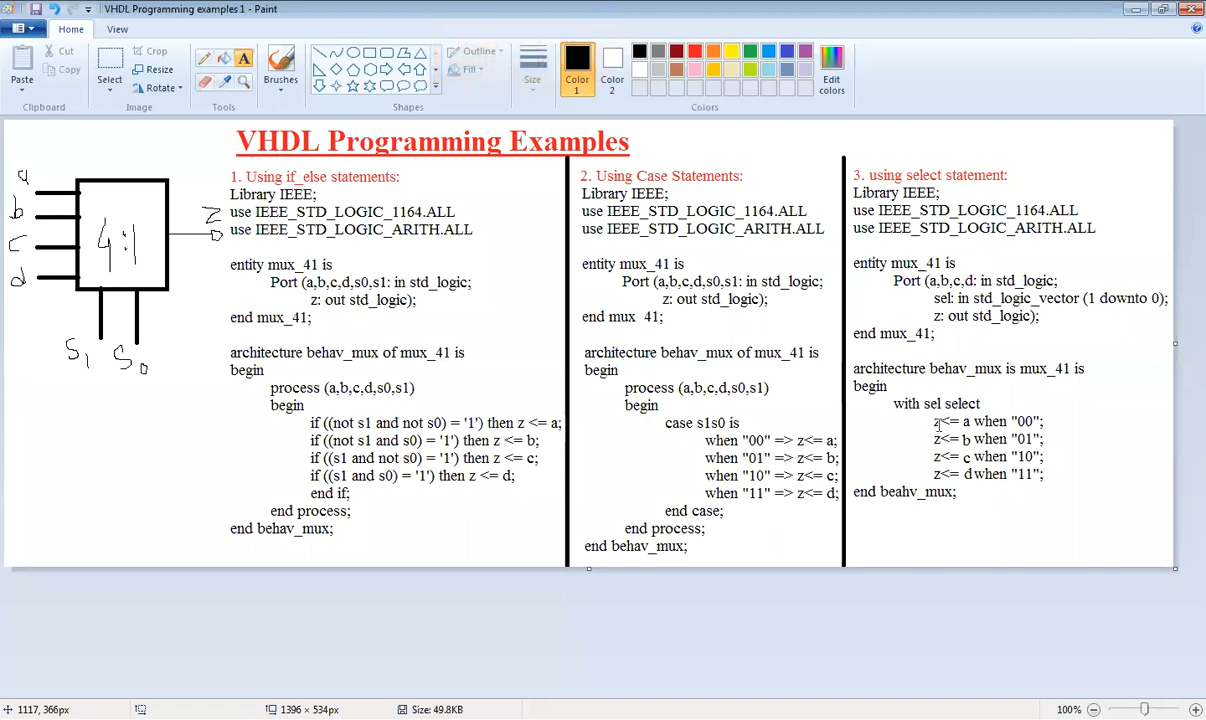 VHDL Programming examples 1 - Paint
Home
View
Paste
Cut
Copy
Clipboard
Select
Crop
Resize
Rotate
Image
A
Tools
Brushes
Outline
Fill
Shapes
Size
Color 1
Color 2
Edit colors
Colors
VHDL Programming Examples
a
b
c
d
4:1
Z
S1
S0
1. Using if_else statements:
Library IEEE;
use IEEE_STD_LOGIC_1164.ALL
use IEEE_STD_LOGIC_ARITH.ALL
entity mux_41 is
Port (a,b,c,d,s0,s1: in std_logic;
z: out std_logic);
end mux_41;
architecture behav_mux of mux_41 is
begin
process (a,b,c,d,s0,s1)
begin
if ((not s1 and not s0) = '1') then z <= a;
if ((not s1 and s0) = '1') then z <= b;
if ((s1 and not s0) = '1') then z <= c;
if ((s1 and s0) = '1') then z <= d;
end if;
end process;
end behav_mux;
2. Using Case Statements:
Library IEEE;
use IEEE_STD_LOGIC_1164.ALL
use IEEE_STD_LOGIC_ARITH.ALL
entity mux_41 is
Port (a,b,c,d,s0,s1: in std_logic;
z: out std_logic);
end mux 41;
architecture behav_mux of mux_41 is
begin
process (a,b,c,d,s0,s1)
begin
case s1s0 is
when "00" => z<= a;
when "01" => z<= b;
when "10" => z<= c;
when "11" => z<= d;
end case;
end process;
end behav_mux;
3. using select statement:
Library IEEE;
use IEEE_STD_LOGIC_1164.ALL
use IEEE_STD_LOGIC_ARITH.ALL
entity mux_41 is
Port (a,b,c,d: in std_logic;
sel: in std_logic_vector (1 downto 0);
z: out std_logic);
end mux_41;
architecture behav_mux is mux_41 is
begin
with sel select
z<= a when "00";
z<= b when "01";
z<= c when "10";
z<= d when "11";
end beahv_mux;
1117, 366px
1396 × 534px
Size: 49.8KB
100%